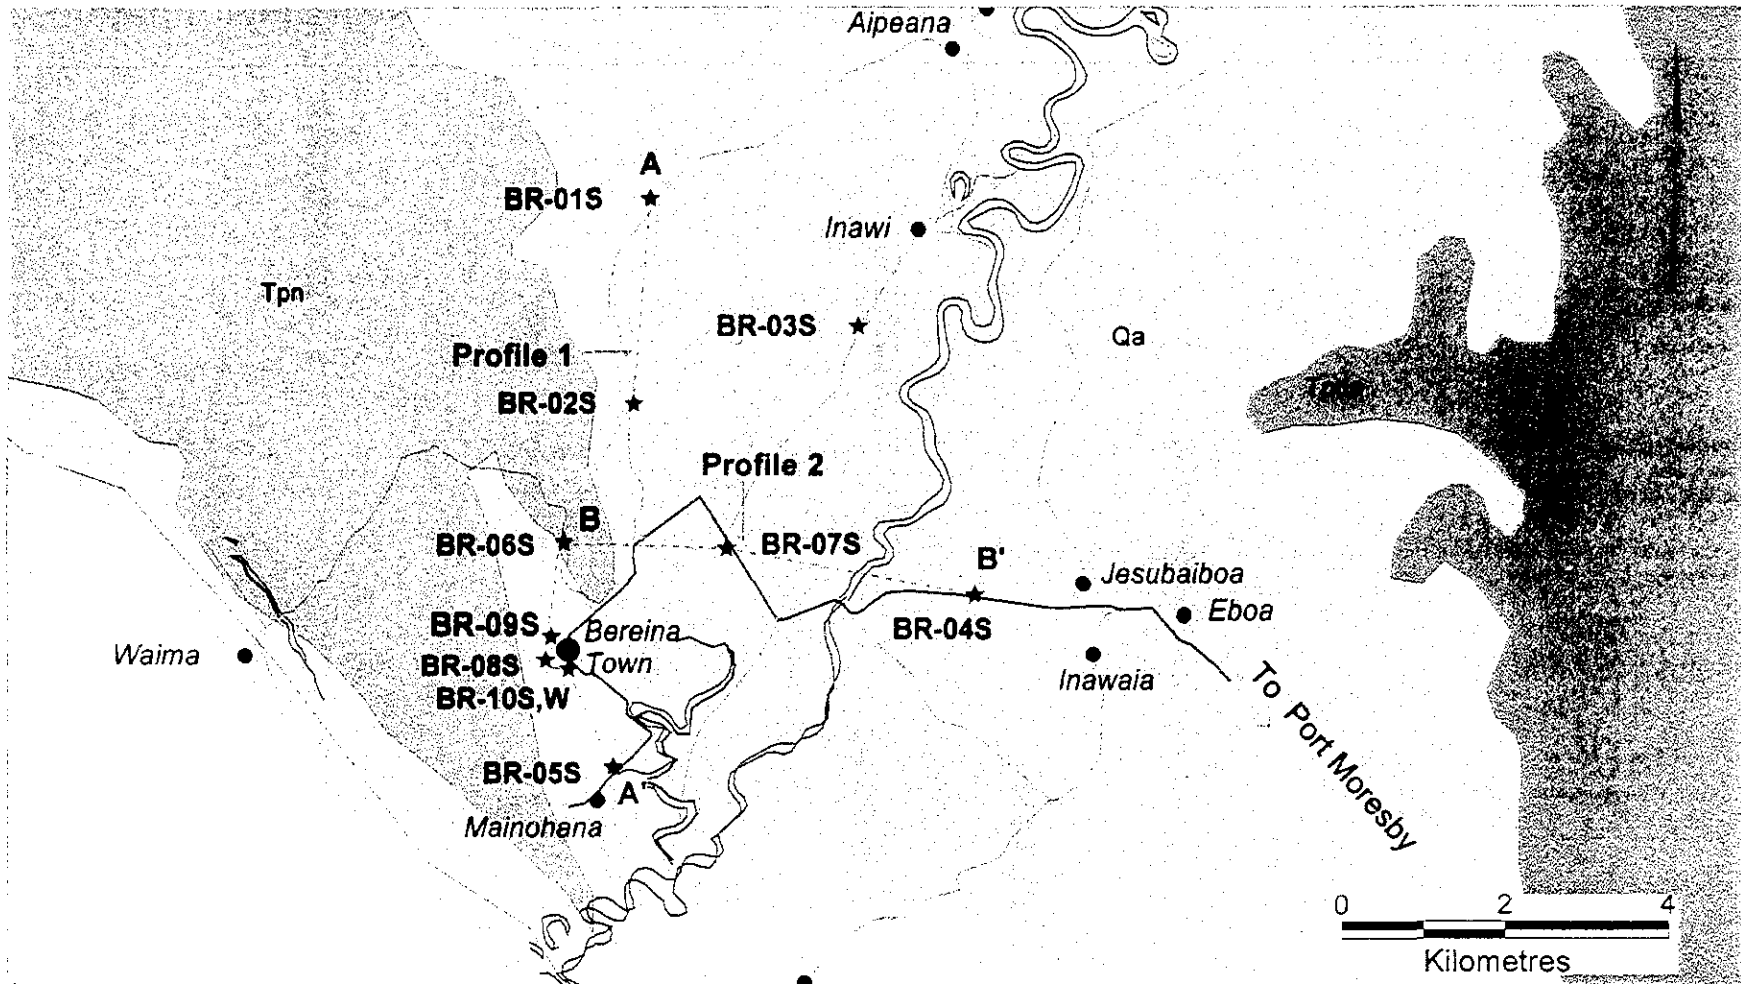 Aipeana
A
BR-01S
Inawi
Tpn
BR-03S
Qa
Profile 1
BR-02S
Profile 2
B
BR-06S
BR-07S
B'
Jesubaiboa
BR-09S
Bereina
Eboa
BR-04S
Waima
BR-08S
Town
Inawaia
BR-10S,W
To Port Moresby
BR-05S
A'
Mainohana
0 2 4
Kilometres